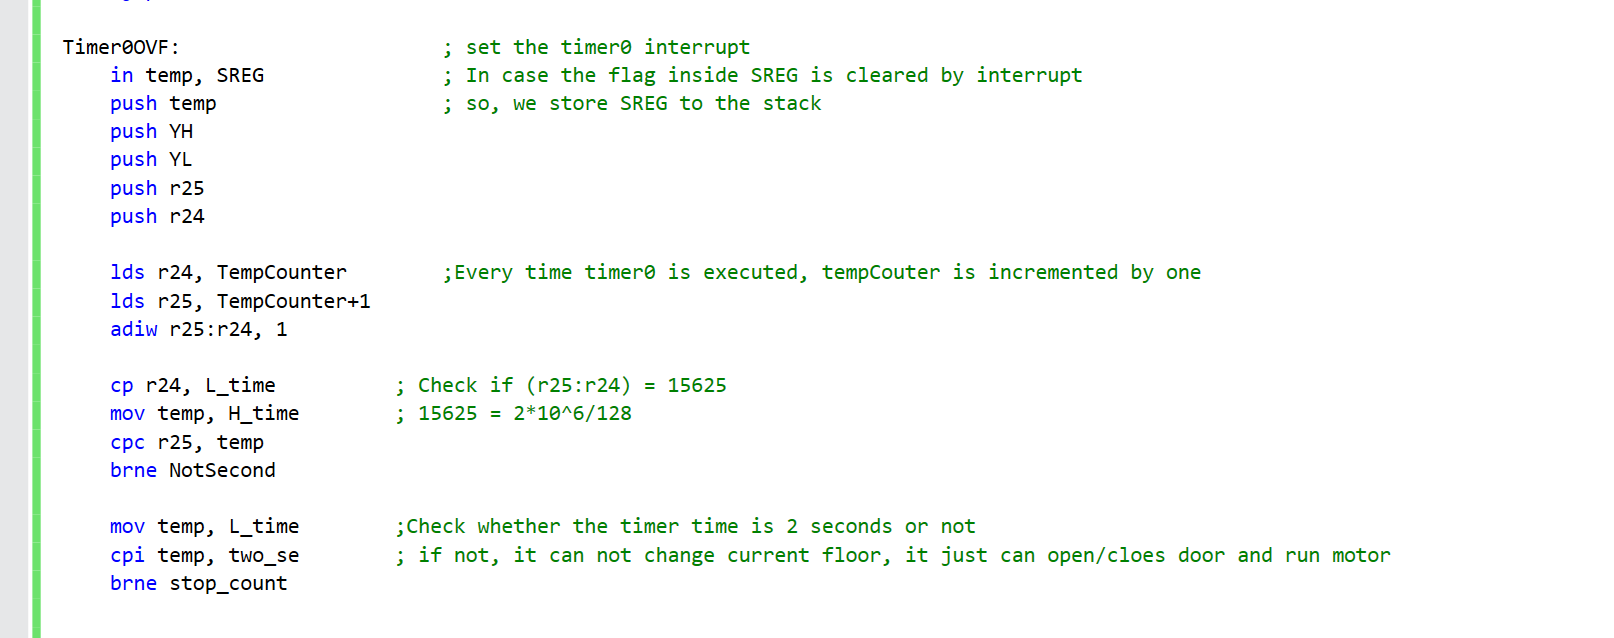 Timer0OVF: ; set the timer0 interrupt
in temp, SREG ; In case the flag inside SREG is cleared by interrupt
push temp ; so, we store SREG to the stack
push YH
push YL
push r25
push r24
lds r24, TempCounter ;Every time timer0 is executed, tempCouter is incremented by one
lds r25, TempCounter+1
adiw r25:r24, 1
cp r24, L_time ; Check if (r25:r24) = 15625
mov temp, H_time ; 15625 = 2*10^6/128
cpc r25, temp
brne NotSecond
mov temp, L_time ;Check whether the timer time is 2 seconds or not
cpi temp, two_se ; if not, it can not change current floor, it just can open/cloes door and run motor
brne stop_count